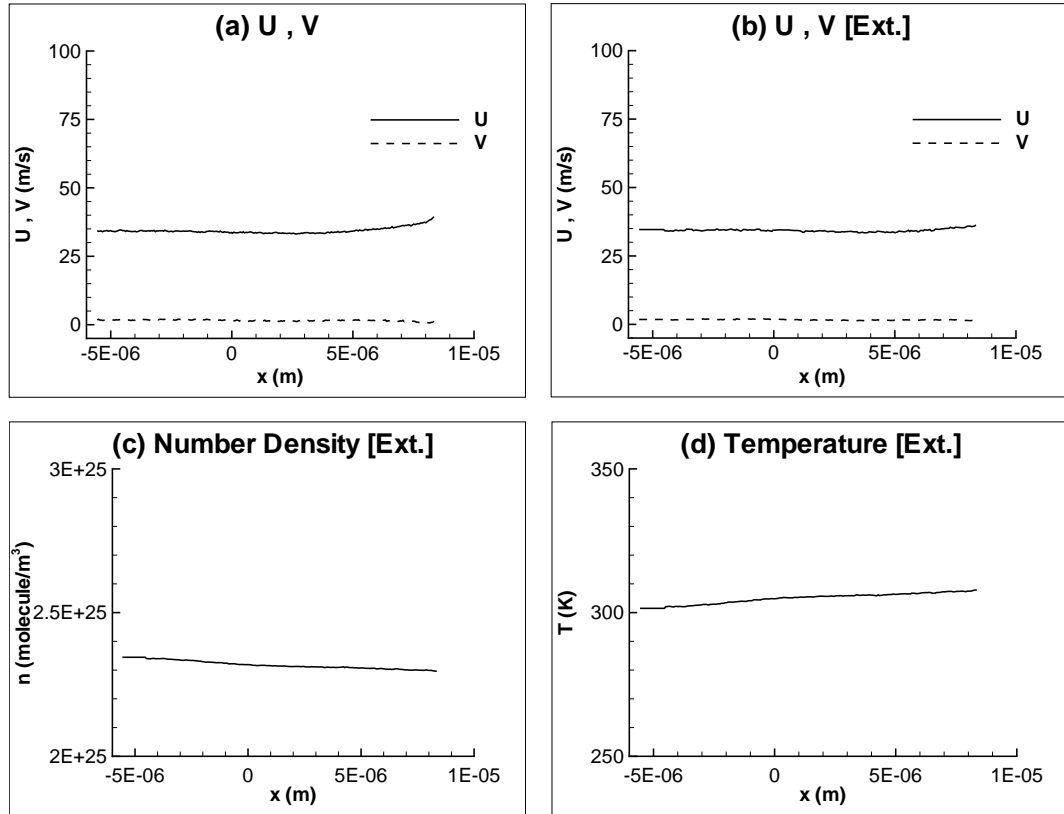 (a) U , V
100
75
50
25
0
U , V (m/s)
U
V
-5E-06
0
5E-06
1E-05
x (m)
(b) U , V [Ext.]
100
75
50
25
0
U , V (m/s)
U
V
-5E-06
0
5E-06
1E-05
x (m)
(c) Number Density [Ext.]
3E+25
2.5E+25
2E+25
n (molecule/m³)
-5E-06
0
5E-06
1E-05
x (m)
(d) Temperature [Ext.]
350
300
250
T (K)
-5E-06
0
5E-06
1E-05
x (m)